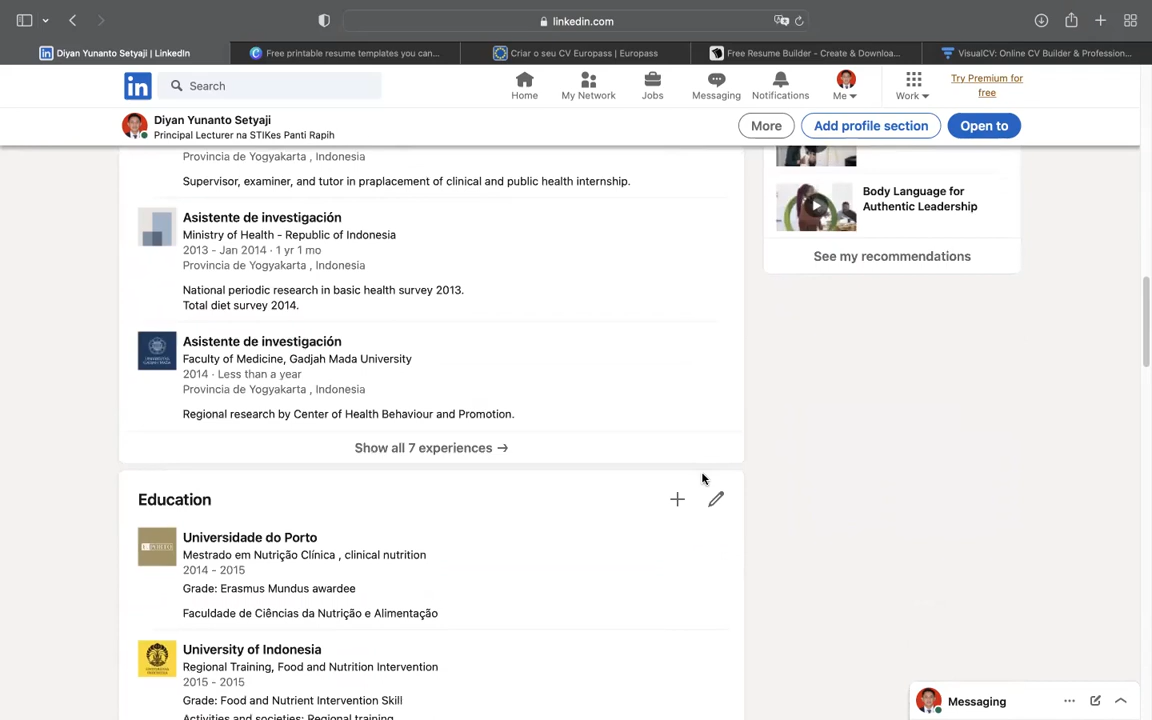 linkedin.com
Diyan Yunanto Setyaji | LinkedIn
Free printable resume templates you can...
Criar o seu CV Europass | Europass
Free Resume Builder - Create & Downloa...
VisualCV: Online CV Builder & Profession...
in
Search
Home
My Network
Jobs
Messaging
Notifications
Me
Work
Try Premium for
free
Diyan Yunanto Setyaji
Principal Lecturer na STIKes Panti Rapih
More
Add profile section
Open to
Provincia de Yogyakarta , Indonesia
Supervisor, examiner, and tutor in praplacement of clinical and public health internship.
Asistente de investigación
Ministry of Health - Republic of Indonesia
2013 - Jan 2014 · 1 yr 1 mo
Provincia de Yogyakarta , Indonesia
National periodic research in basic health survey 2013.
Total diet survey 2014.
Asistente de investigación
Faculty of Medicine, Gadjah Mada University
2014 · Less than a year
Provincia de Yogyakarta , Indonesia
Regional research by Center of Health Behaviour and Promotion.
Show all 7 experiences →
Body Language for
Authentic Leadership
See my recommendations
Education
Universidade do Porto
Mestrado em Nutrição Clínica , clinical nutrition
2014 - 2015
Grade: Erasmus Mundus awardee
Faculdade de Ciências da Nutrição e Alimentação
University of Indonesia
Regional Training, Food and Nutrition Intervention
2015 - 2015
Grade: Food and Nutrient Intervention Skill
Activities and societies: Regional training
Messaging